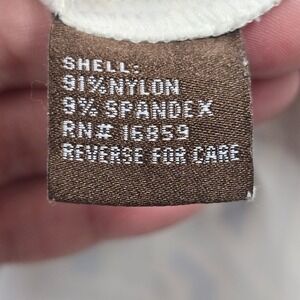 SHELL:
91%NYLON
9% SPANDEX
RN# 16859
REVERSE FOR CARE